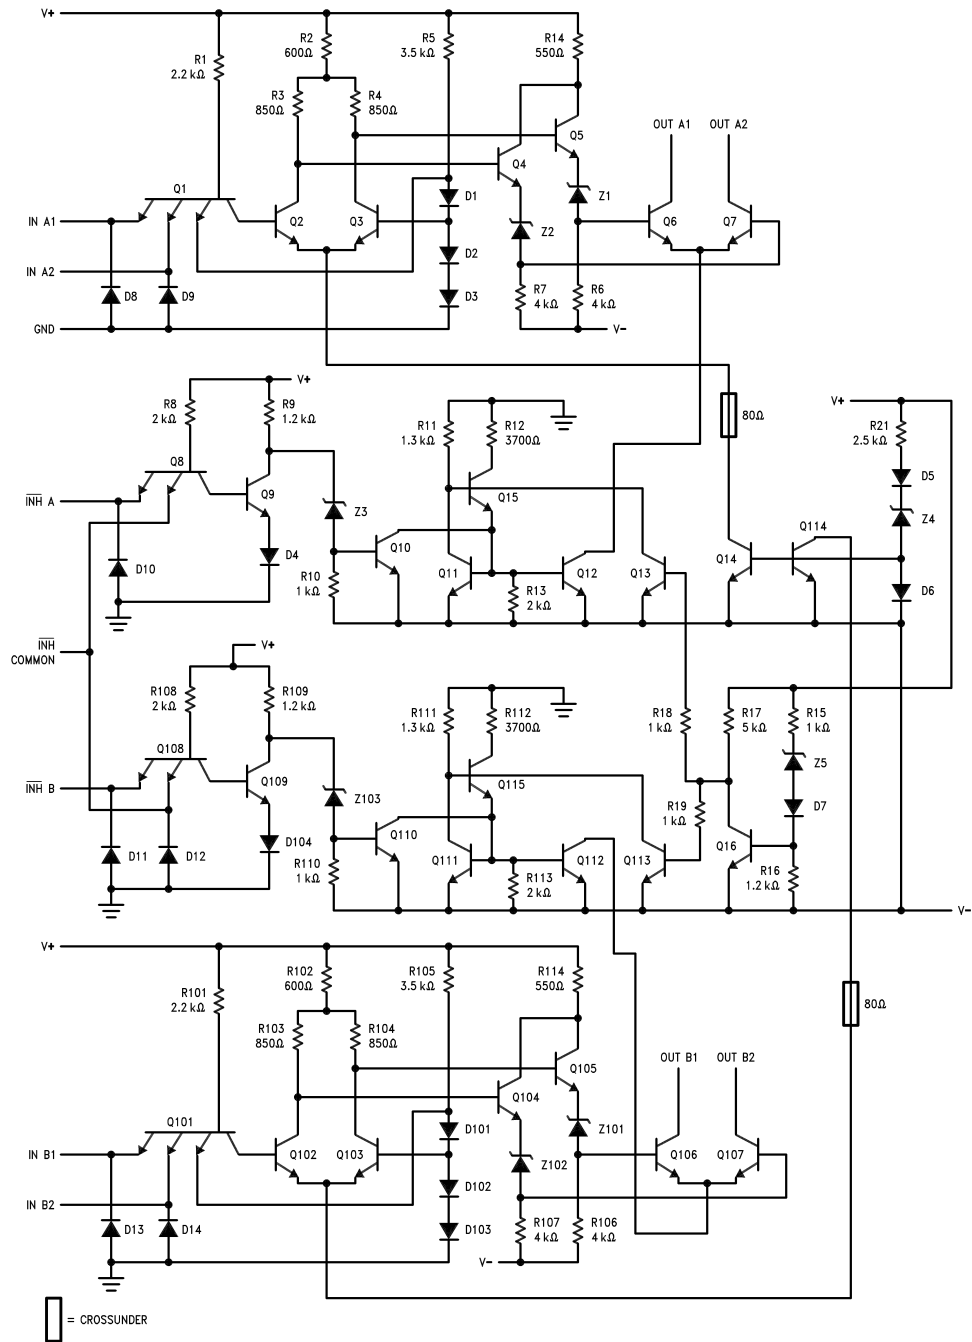 V+
R1
2.2 kΩ
R2
600Ω
R5
3.5 kΩ
R14
550Ω
R3
850Ω
R4
850Ω
OUT A1
OUT A2
Q5
Q4
Q1
D1
Z1
IN A1
Q2
Q3
Q6
Q7
Z2
D2
IN A2
D8
D9
D3
R7
4 kΩ
R6
4 kΩ
GND
V-
V+
R8
2 kΩ
R9
1.2 kΩ
R11
1.3 kΩ
R12
3700Ω
80Ω
V+
R21
2.5 kΩ
Q8
D5
INH A
Q9
Q15
Z3
Z4
Q114
Q10
D4
Q14
D10
R10
1 kΩ
Q11
Q12
Q13
R13
2 kΩ
D6
INH
COMMON
V+
R108
2 kΩ
R109
1.2 kΩ
R111
1.3 kΩ
R112
3700Ω
R18
1 kΩ
R17
5 kΩ
R15
1 kΩ
Q108
Z5
INH B
Q109
Q115
Z103
D7
R19
1 kΩ
Q110
D104
Q16
D11
D12
R110
1 kΩ
Q111
Q112
Q113
R113
2 kΩ
R16
1.2 kΩ
V-
V+
R101
2.2 kΩ
R102
600Ω
R105
3.5 kΩ
R114
550Ω
80Ω
R103
850Ω
R104
850Ω
OUT B1
OUT B2
Q105
Q104
Q101
D101
Z101
IN B1
Q102
Q103
Q106
Q107
Z102
D102
IN B2
D13
D14
D103
R107
4 kΩ
R106
4 kΩ
V-
= CROSSUNDER